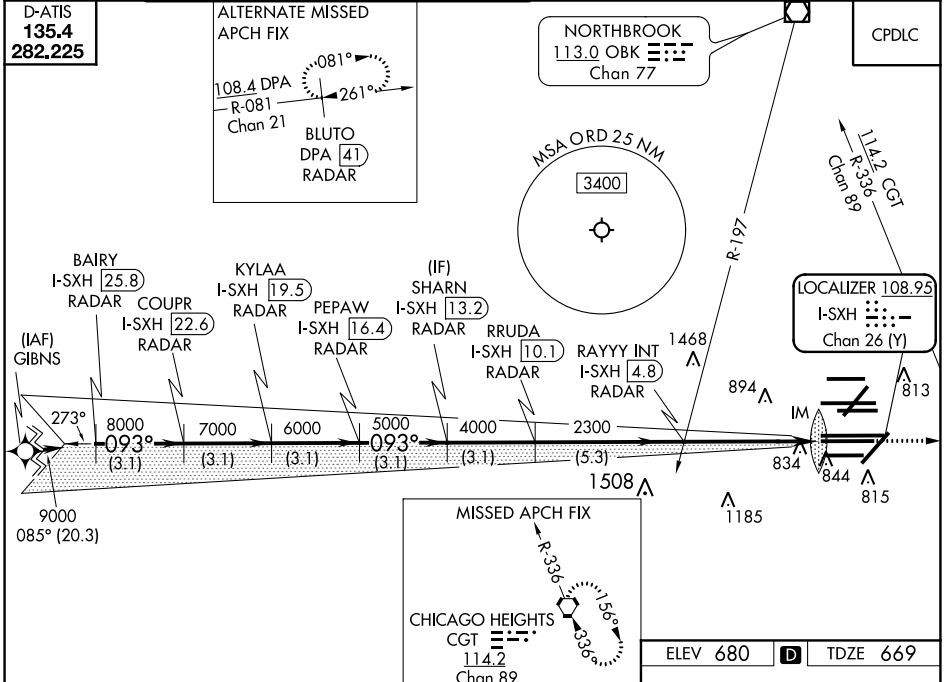 D-ATIS
135.4
282.225
ALTERNATE MISSED
APCH FIX
081°
261°
108.4 DPA
R-081
Chan 21
BLUTO
DPA 41
RADAR
NORTHBROOK
113.0 OBK
Chan 77
CPDLC
MSA ORD 25 NM
3400
R-197
114.2 CGT
R-336
Chan 89
LOCALIZER 108.95
I-SXH
Chan 26 (Y)
(IAF)
GIBNS
BAIRY
I-SXH 25.8
RADAR
COUPR
I-SXH 22.6
RADAR
KYLAA
I-SXH 19.5
RADAR
PEPAW
I-SXH 16.4
RADAR
(IF)
SHARN
I-SXH 13.2
RADAR
RRUDA
I-SXH 10.1
RADAR
RAYYY INT
I-SXH 4.8
RADAR
1468
894
813
IM
273°
8000
093°
(3.1)
7000
(3.1)
6000
(3.1)
5000
093°
(3.1)
4000
(3.1)
2300
(5.3)
834
844
815
1508
1185
9000
085° (20.3)
MISSED APCH FIX
R-336
156°
336°
CHICAGO HEIGHTS
CGT
114.2
Chan 89
ELEV 680
D
TDZE 669